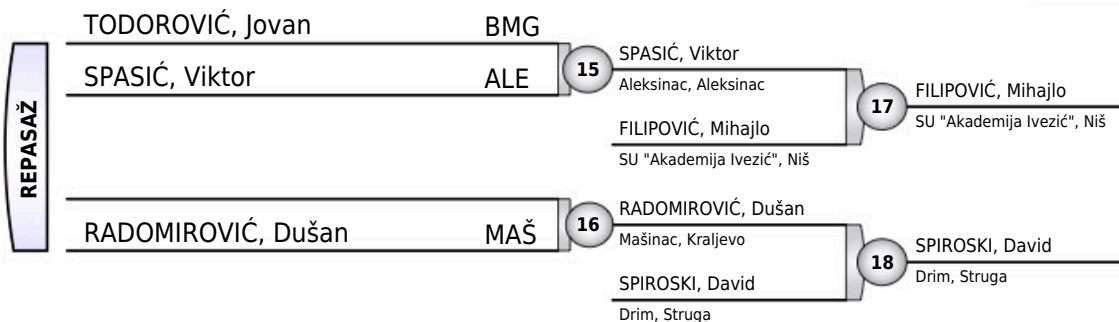 REPASAŽ
TODOROVIĆ, Jovan BMG
SPASIĆ, Viktor ALE
15
SPASIĆ, Viktor
Aleksinac, Aleksinac
FILIPOVIĆ, Mihajlo
SU "Akademija Ivezić", Niš
17
FILIPOVIĆ, Mihajlo
SU "Akademija Ivezić", Niš
RADOMIROVIĆ, Dušan MAŠ
16
RADOMIROVIĆ, Dušan
Mašinac, Kraljevo
SPIROSKI, David
Drim, Struga
18
SPIROSKI, David
Drim, Struga